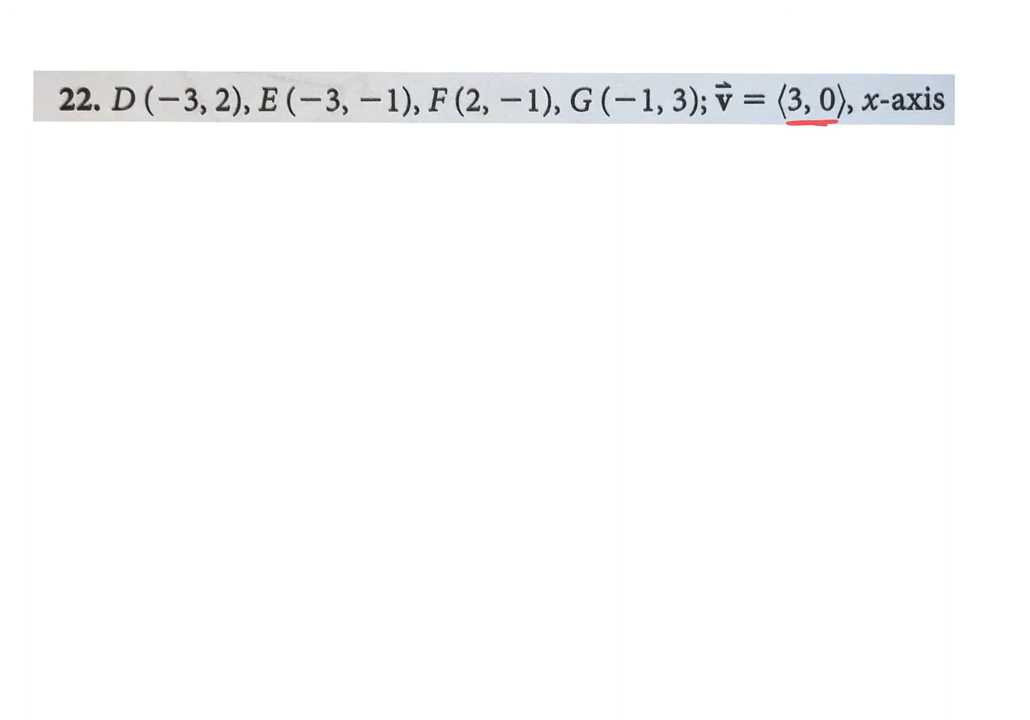 22. D (−3, 2), E (−3, −1), F (2, −1), G (−1, 3); v⃑ = ⟨3, 0⟩, x-axis